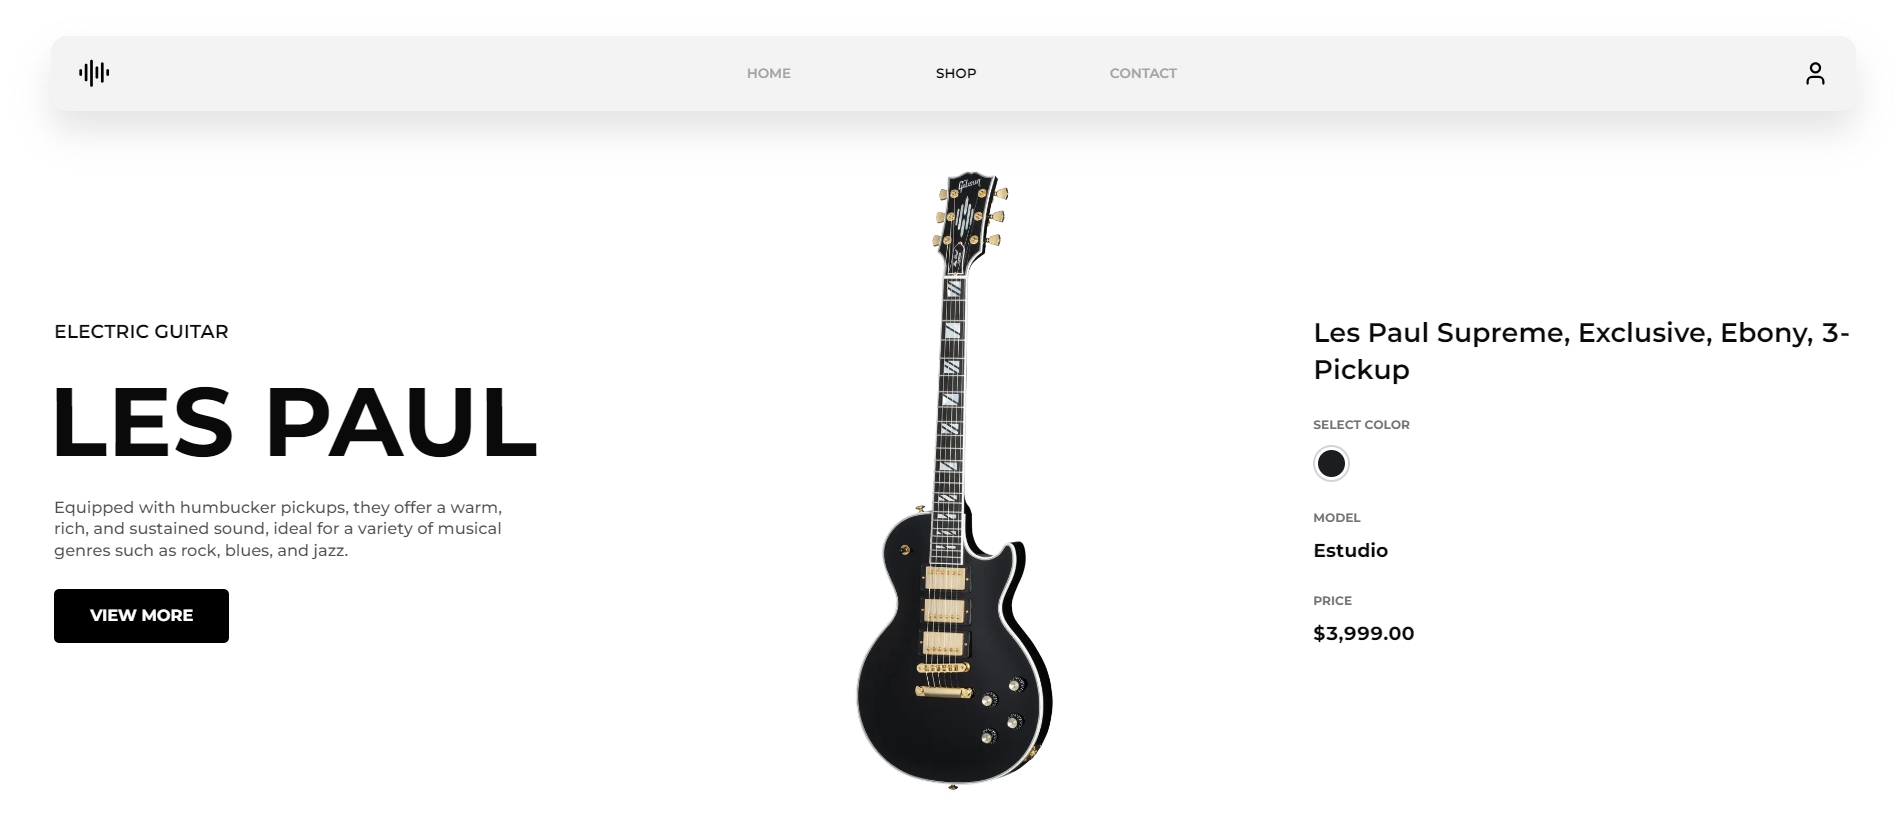 HOME
SHOP
CONTACT
Gibson
ELECTRIC GUITAR
LES PAUL
Equipped with humbucker pickups, they offer a warm,
rich, and sustained sound, ideal for a variety of musical
genres such as rock, blues, and jazz.
VIEW MORE
Les Paul Supreme, Exclusive, Ebony, 3-
Pickup
SELECT COLOR
MODEL
Estudio
PRICE
$3,999.00